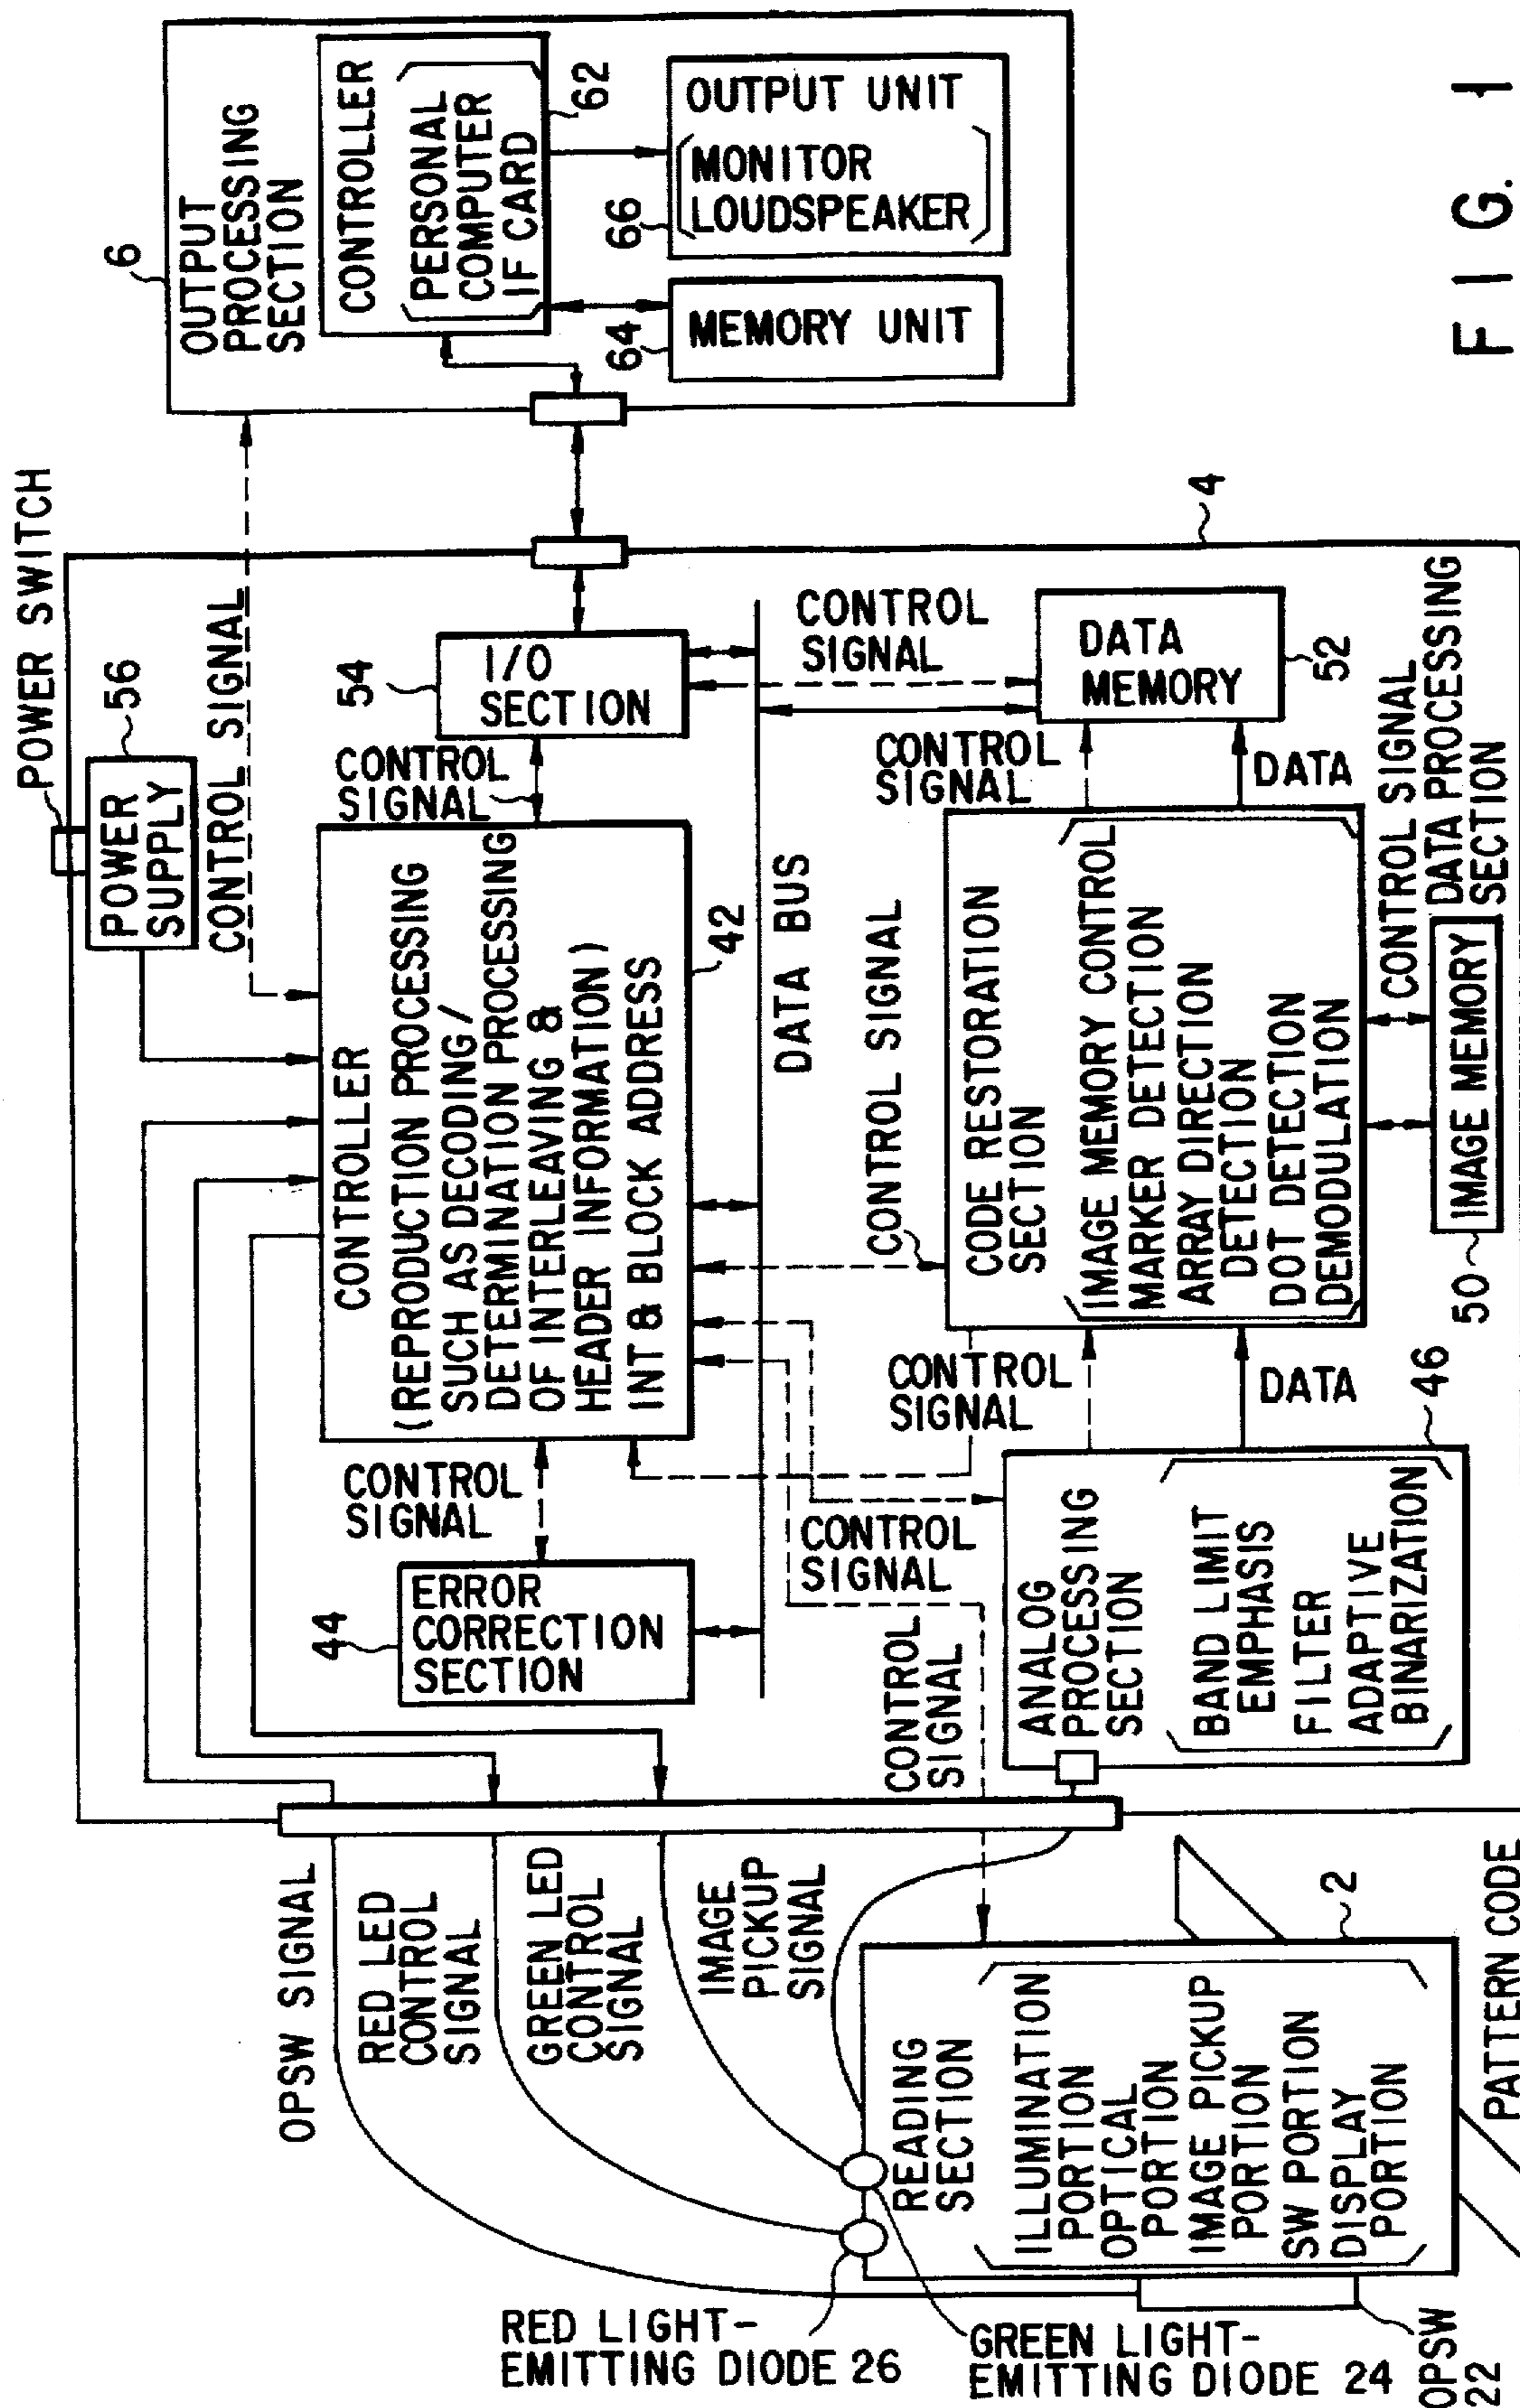 POWER SWITCH
6
OUTPUT
PROCESSING
SECTION
CONTROLLER
PERSONAL
COMPUTER
IF CARD
62
OUTPUT UNIT
MONITOR
LOUDSPEAKER
66
64
MEMORY UNIT
56
POWER
SUPPLY
CONTROL SIGNAL
54
I/O
SECTION
CONTROL
SIGNAL
CONTROL
SIGNAL
4
CONTROLLER
(REPRODUCTION PROCESSING
SUCH AS DECODING/
DETERMINATION PROCESSING
OF INTERLEAVING &
HEADER INFORMATION)
INT & BLOCK ADDRESS
42
DATA BUS
CONTROL
SIGNAL
44
ERROR
CORRECTION
SECTION
DATA
MEMORY
52
CONTROL
SIGNAL
DATA
CONTROL SIGNAL
CODE RESTORATION
SECTION
IMAGE MEMORY CONTROL
MARKER DETECTION
ARRAY DIRECTION
DETECTION
DOT DETECTION
DEMODULATION
CONTROL SIGNAL
DATA PROCESSING
SECTION
50
IMAGE MEMORY
CONTROL
SIGNAL
DATA
46
CONTROL
SIGNAL
CONTROL
SIGNAL
ANALOG
PROCESSING
SECTION
BAND LIMIT
EMPHASIS
FILTER
ADAPTIVE
BINARIZATION
OPSW SIGNAL
RED LED
CONTROL
SIGNAL
GREEN LED
CONTROL
SIGNAL
IMAGE
PICKUP
SIGNAL
READING
SECTION
ILLUMINATION
PORTION
OPTICAL
PORTION
IMAGE PICKUP
PORTION
SW PORTION
DISPLAY
PORTION
2
PATTERN CODE
RED LIGHT-
EMITTING DIODE 26
GREEN LIGHT-
EMITTING DIODE 24
OPSW
22
FIG. 1